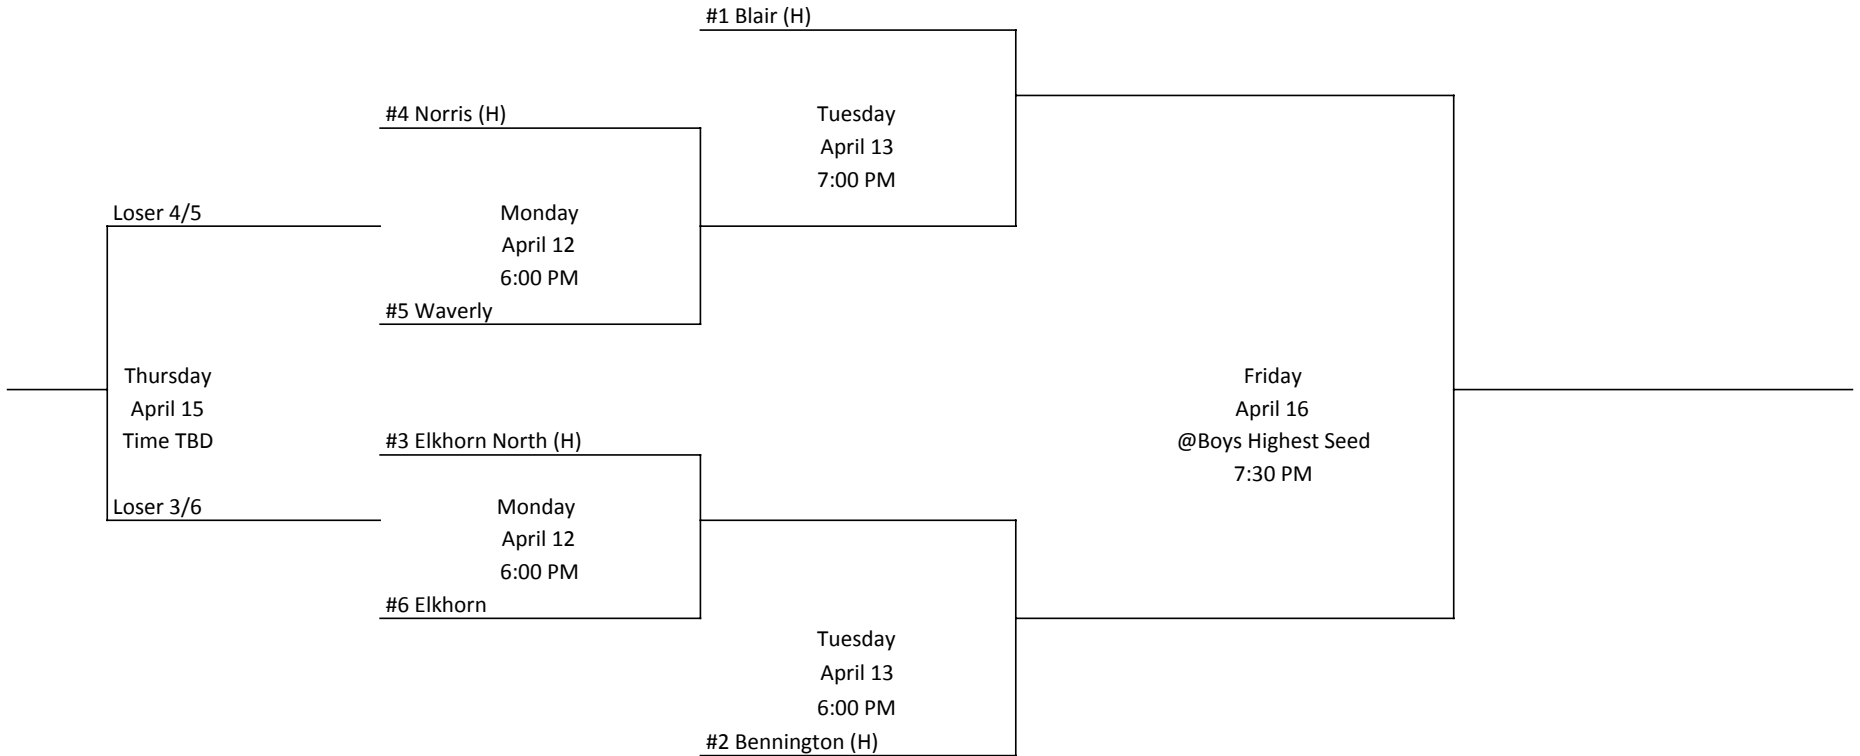 #1 Blair (H)
#4 Norris (H)
Tuesday
April 13
7:00 PM
Loser 4/5
Monday
April 12
6:00 PM
#5 Waverly
Thursday
April 15
Time TBD
Friday
April 16
@Boys Highest Seed
7:30 PM
#3 Elkhorn North (H)
Loser 3/6
Monday
April 12
6:00 PM
#6 Elkhorn
Tuesday
April 13
6:00 PM
#2 Bennington (H)